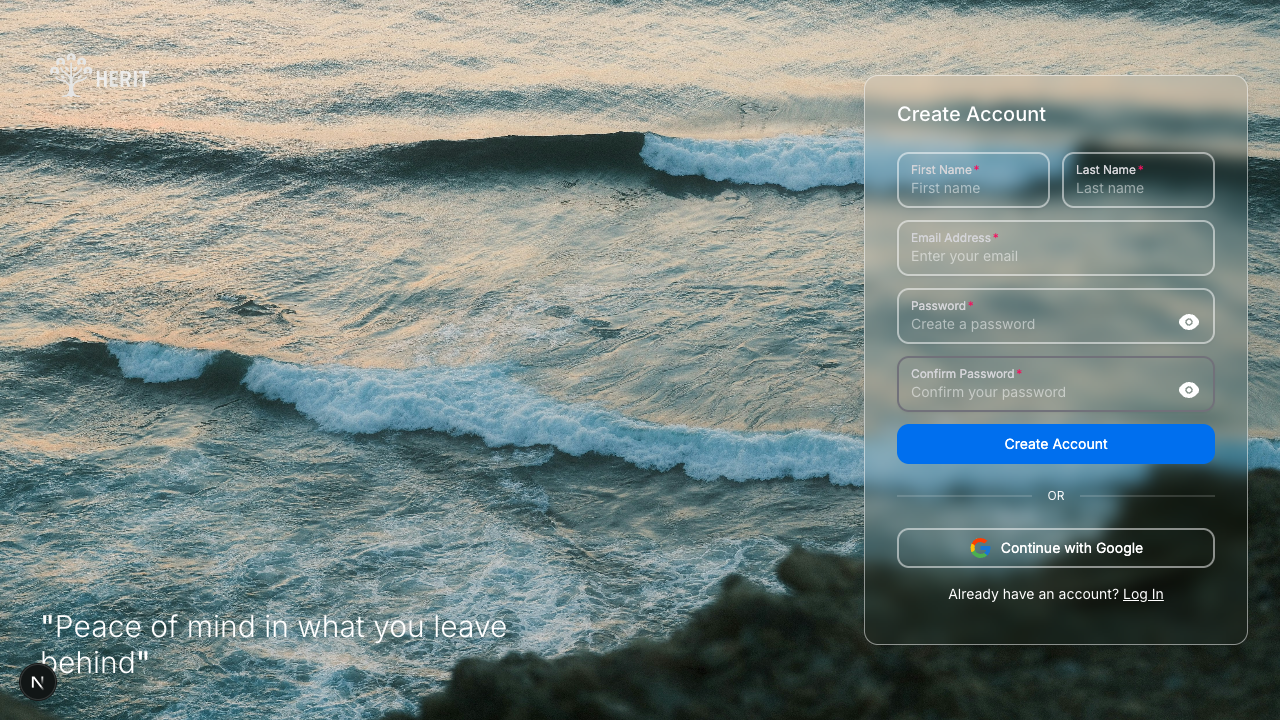 HERIT
Create Account
First Name*
First name
Last Name*
Last name
Email Address*
Enter your email
Password*
Create a password
Confirm Password*
Confirm your password
Create Account
OR
Continue with Google
Already have an account? Log In
"Peace of mind in what you leave
behind"
N